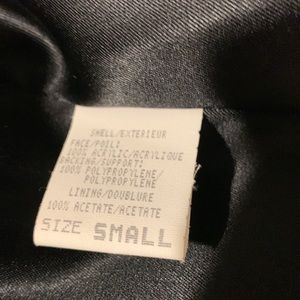 SHELL/EXTERIEUR
FACE/POIL:
100% ACRYLIC/ACRYLIQUE
BACKING/SUPPORT:
100% POLYPROPYLENE/
POLYPROPYLENE
LINING/DOUBLURE
100% ACETATE/ACETATE
SIZE SMALL